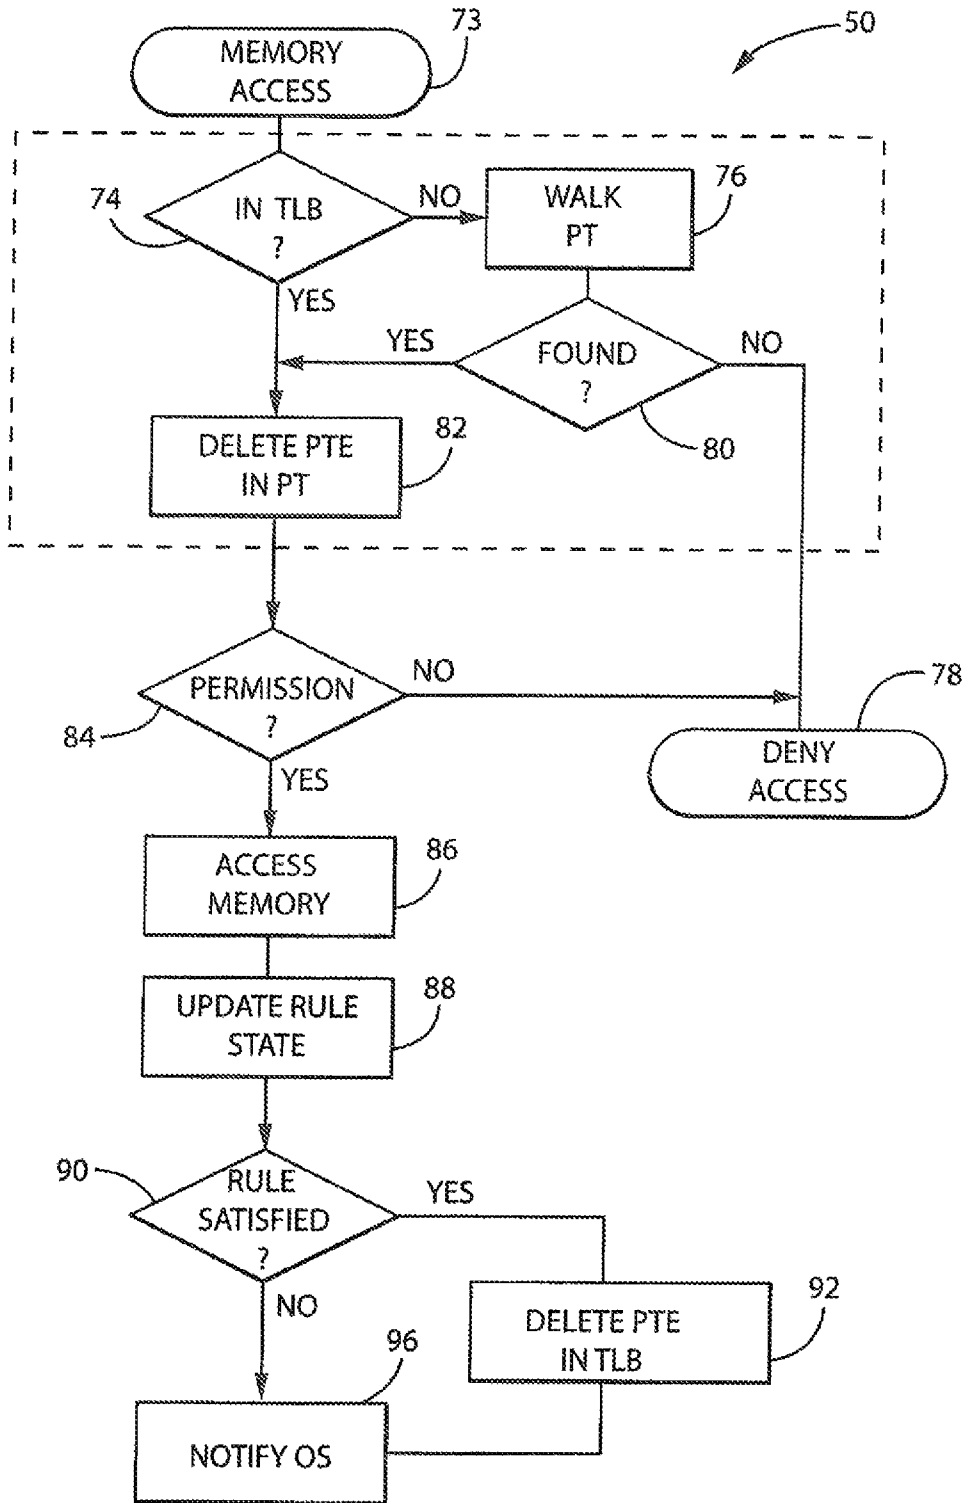 MEMORY
ACCESS
73
50
74
IN TLB
?
NO
WALK
PT
76
YES
YES
FOUND
?
NO
80
DELETE PTE
IN PT
82
PERMISSION
?
84
NO
78
DENY
ACCESS
YES
ACCESS
MEMORY
86
UPDATE RULE
STATE
88
90
RULE
SATISFIED
?
YES
NO
DELETE PTE
IN TLB
92
96
NOTIFY OS